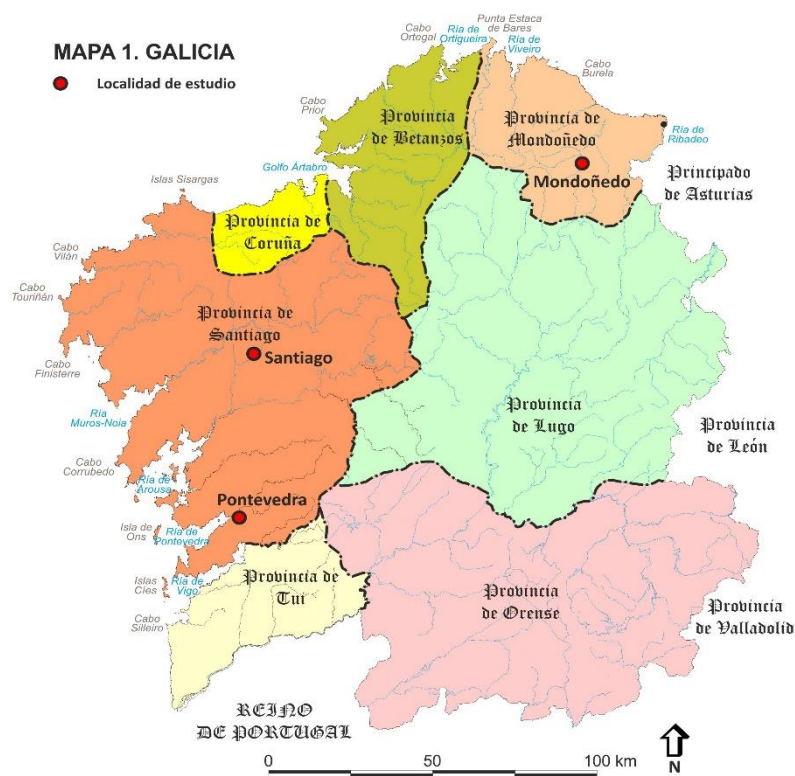 MAPA 1. GALICIA
Localidad de estudio
Cabo
Ortegal
Ría de
Ortigueira
Punta Estaca
de Bares
Ría de
Viveiro
Cabo
Burela
Cabo
Prior
Provincia
de Betanzos
Provincia de
Mondoñedo
Ría de
Ribadeo
Golfo Ártabro
Mondoñedo
Principado
de Asturias
Islas Sisargas
Provincia de
Coruña
Cabo
Vilán
Cabo
Touriñán
Provincia de
Santiago
Santiago
Cabo
Finisterre
Ría
Muros-Noia
Provincia
de Lugo
Provincia
de León
Cabo
Corrubedo
Ría de
Arousa
Pontevedra
Isla de
Ons
Ría de
Pontevedra
Islas
Cíes
Ría de
Vigo
Provincia de
Tui
Provincia
de Orense
Cabo
Silleiro
Provincia
de Valladolid
REINO
DE PORTUGAL
0 50 100 km
N